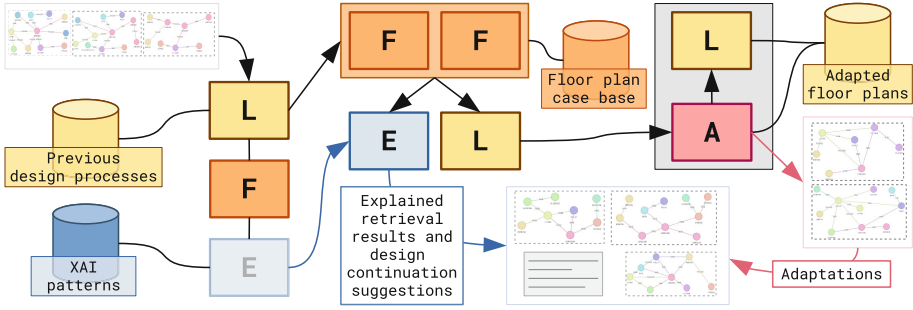 F F
Floor plan
case base
L
Adapted
floor plans
L
Previous
design processes
E L
A
F
XAI
patterns
E
Explained
retrieval
results and
design
continuation
suggestions
Adaptations